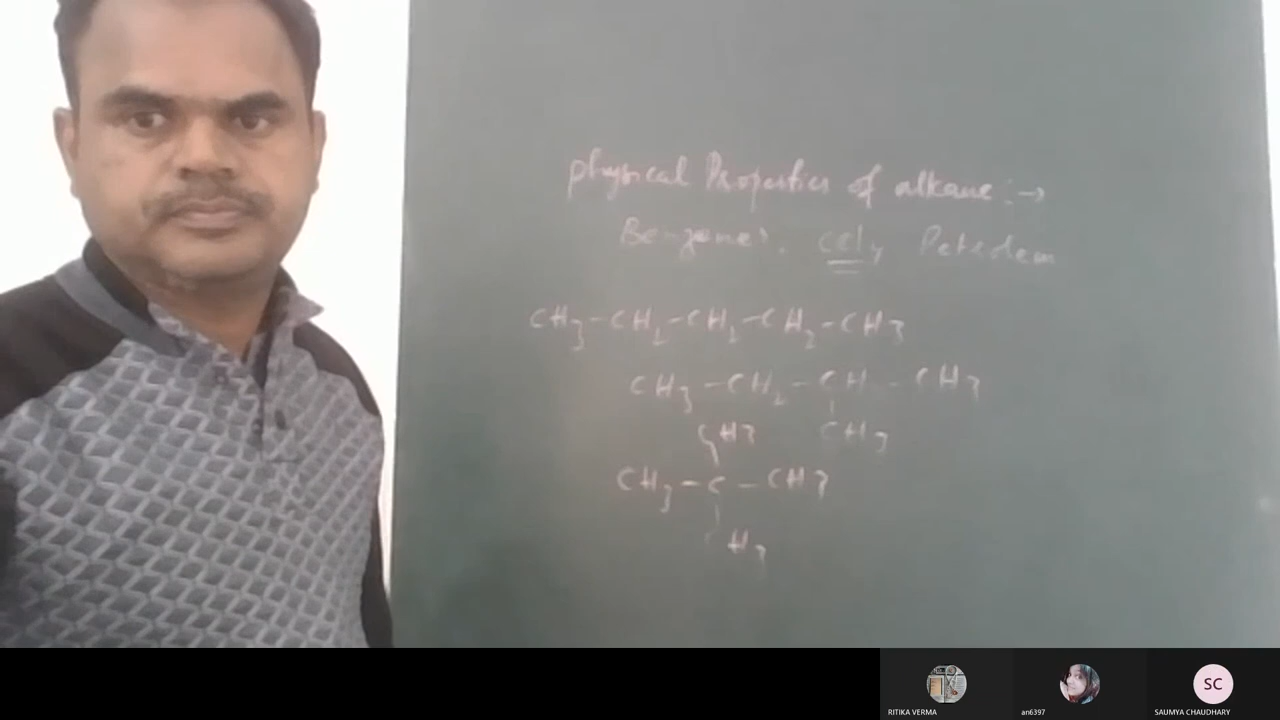 physical Properties of alkane :→
Benzene, ccl4 Petroleum
CH3-CH2-CH2-CH2-CH3
CH3-CH2-CH-CH3
CH3 CH3
CH3-C-CH3
CH3
SC
RITIKA VERMA an6397 SAUMYA CHAUDHARY